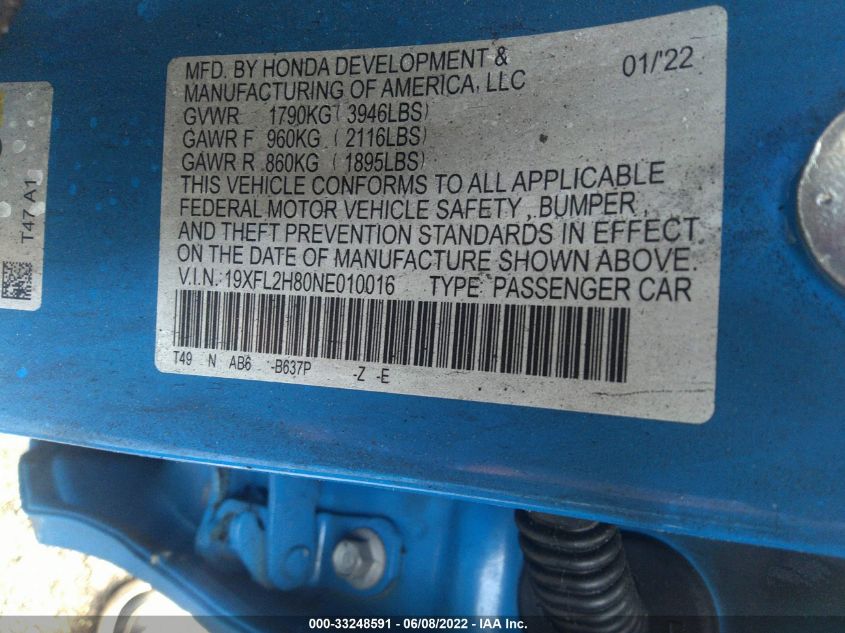 MFD. BY HONDA DEVELOPMENT & 01/'22
MANUFACTURING OF AMERICA, LLC
GVWR 1790KG ( 3946LBS)
GAWR F 960KG ( 2116LBS)
GAWR R 860KG ( 1895LBS)
THIS VEHICLE CONFORMS TO ALL APPLICABLE
FEDERAL MOTOR VEHICLE SAFETY, BUMPER,
AND THEFT PREVENTION STANDARDS IN EFFECT
ON THE DATE OF MANUFACTURE SHOWN ABOVE.
V.I.N.: 19XFL2H80NE010016 TYPE: PASSENGER CAR
T49 N AB6 -B637P -Z -E
T47 A1
000-33248591 - 06/08/2022 - IAA Inc.